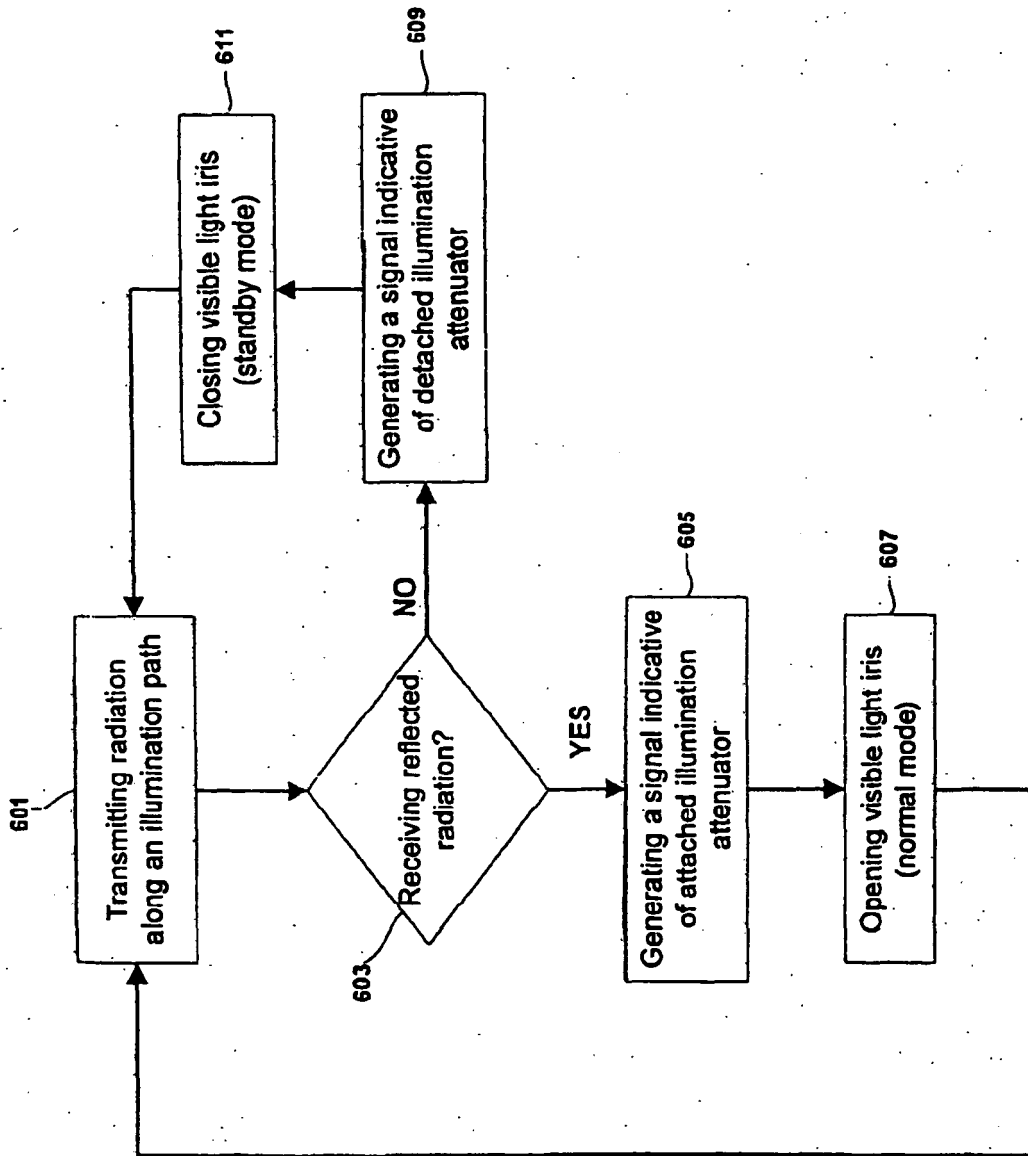 601
Transmitting radiation
along an illumination path
603
Receiving reflected
radiation?
NO
YES
605
Generating a signal indicative
of attached illumination
attenuator
607
Opening visible light iris
(normal mode)
609
Generating a signal indicative
of detached illumination
attenuator
611
Closing visible light iris
(standby mode)